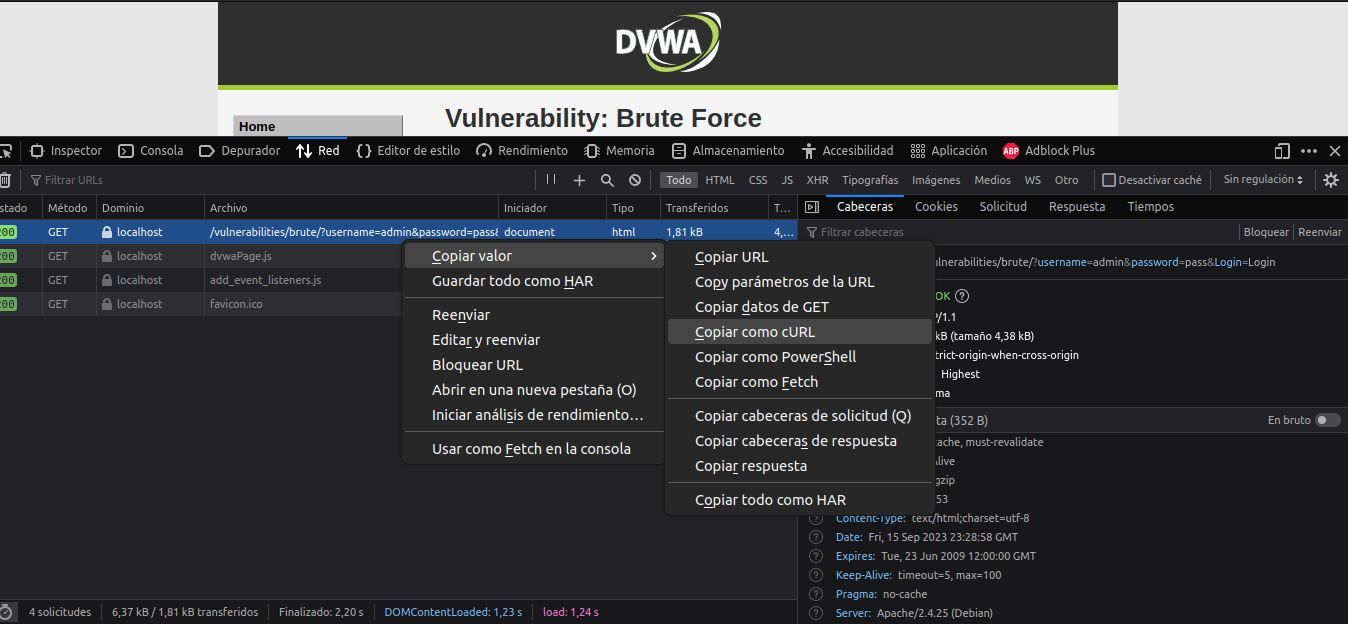 DVWA
Vulnerability: Brute Force
Home
Inspector Consola Depurador Red Editor de estilo Rendimiento Memoria Almacenamiento Accesibilidad Aplicación ABP Adblock Plus
Filtrar URLs Todo HTML CSS JS XHR Tipografías Imágenes Medios WS Otro Desactivar caché Sin regulación
stado Método Dominio Archivo Iniciador Tipo Transferidos T... Cabeceras Cookies Solicitud Respuesta Tiempos
200 GET localhost /vulnerabilities/brute/?username=admin&password=pass& document html 1,81 kB 4,... Filtrar cabeceras Bloquear Reenviar
200 GET localhost dvwaPage.js
200 GET localhost add_event_listeners.js
200 GET localhost favicon.ico
Copiar valor
Guardar todo como HAR
Reenviar
Editar y reenviar
Bloquear URL
Abrir en una nueva pestaña (O)
Iniciar análisis de rendimiento...
Usar como Fetch en la consola
Copiar URL
Copy parámetros de la URL
Copiar datos de GET
Copiar como cURL
Copiar como PowerShell
Copiar como Fetch
Copiar cabeceras de solicitud (Q)
Copiar cabeceras de respuesta
Copiar respuesta
Copiar todo como HAR
ulnerabilities/brute/?username=admin&password=pass&Login=Login
OK
/1.1
kB (tamaño 4,38 kB)
trict-origin-when-cross-origin
Highest
ma
ta (352 B) En bruto
cache, must-revalidate
Alive
gzip
53
Content-Type: text/html;charset=utf-8
Date: Fri, 15 Sep 2023 23:28:58 GMT
Expires: Tue, 23 Jun 2009 12:00:00 GMT
Keep-Alive: timeout=5, max=100
Pragma: no-cache
Server: Apache/2.4.25 (Debian)
4 solicitudes 6,37 kB / 1,81 kB transferidos Finalizado: 2,20 s DOMContentLoaded: 1,23 s load: 1,24 s